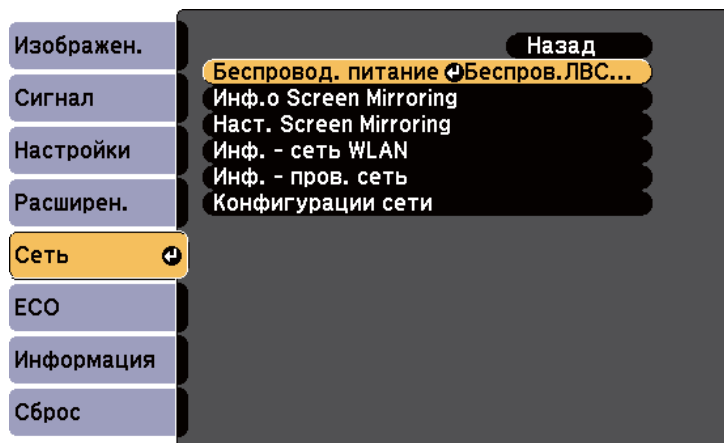 Изображен.
Сигнал
Настройки
Расширен.
Сеть
ECO
Информация
Сброс
Назад
Беспровод. питание Беспров.ЛВС...
Инф.о Screen Mirroring
Наст. Screen Mirroring
Инф. - сеть WLAN
Инф. - пров. сеть
Конфигурации сети